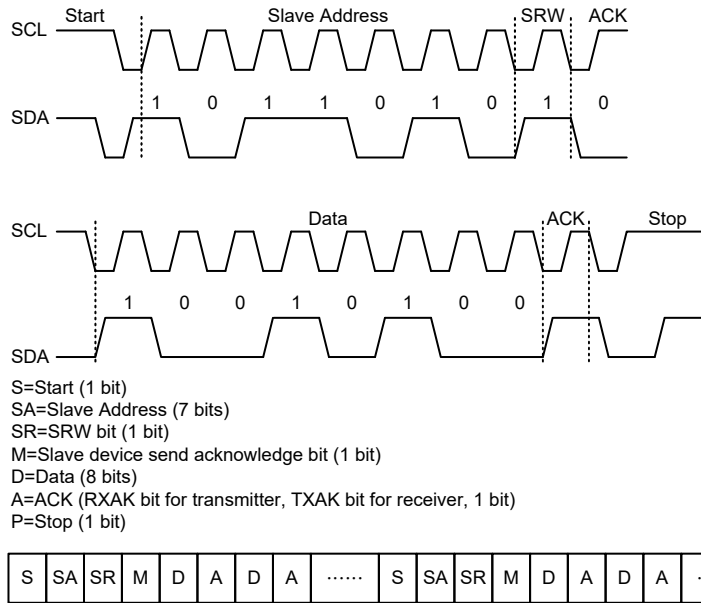 Start Slave Address SRW ACK
SCL
1 0 1 1 0 1 0 1 0
SDA
Data ACK Stop
SCL
1 0 0 1 0 1 0 0
SDA
S=Start (1 bit)
SA=Slave Address (7 bits)
SR=SRW bit (1 bit)
M=Slave device send acknowledge bit (1 bit)
D=Data (8 bits)
A=ACK (RXAK bit for transmitter, TXAK bit for receiver, 1 bit)
P=Stop (1 bit)
S SA SR M D A D A ...... S SA SR M D A D A